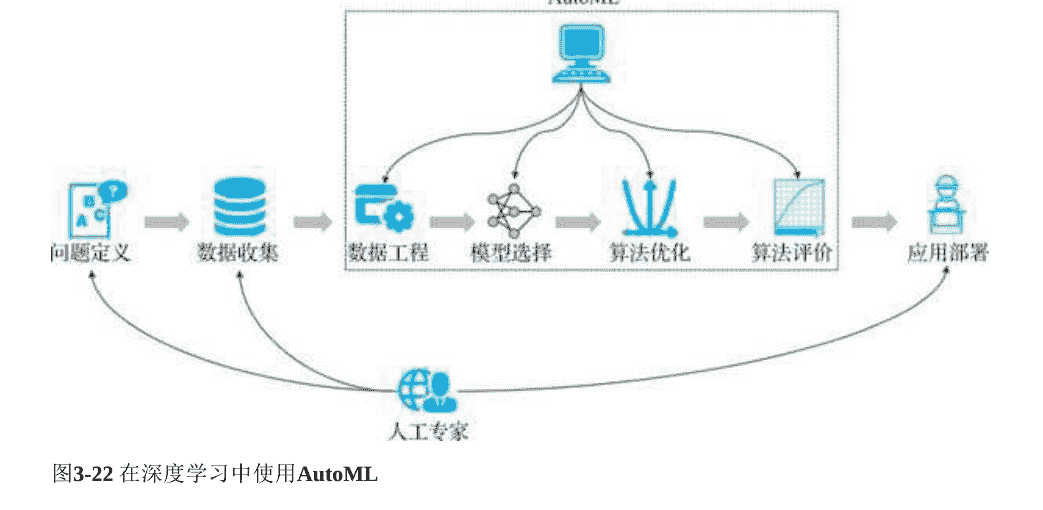 AutoML
A
B
C
?
问题定义
数据收集
数据工程
模型选择
算法优化
算法评价
应用部署
人工专家
图3-22 在深度学习中使用AutoML